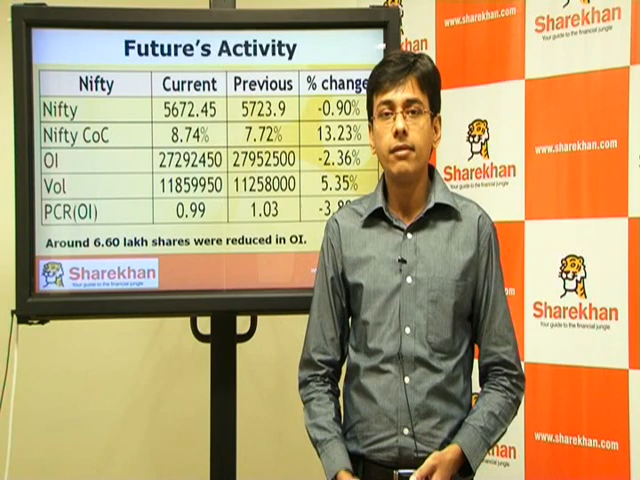 Future's Activity
Nifty Current Previous % change
Nifty 5672.45 5723.9 -0.90%
Nifty CoC 8.74% 7.72% 13.23%
OI 27292450 27952500 -2.36%
Vol 11859950 11258000 5.35%
PCR(OI) 0.99 1.03
Around 6.60 lakh shares were reduced in OI.
Sharekhan
Your guide to the financial jungle
www.sharekhan.com
Sharekhan
Your guide to the financial jungle
Sharekhan
Your guide to the financial jungle
www.sharekhan.com
Sharekhan
Your guide to the financial jungle
www.sharekhan.com